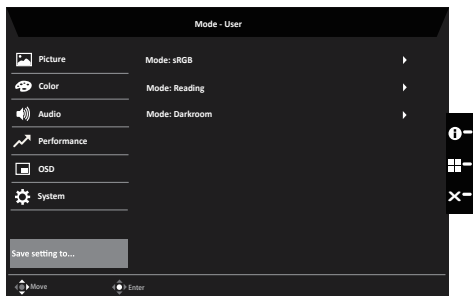 Mode - User
Picture
Mode: sRGB
Color
Mode: Reading
Audio
Mode: Darkroom
Performance
OSD
System
Save setting to...
Move
Enter